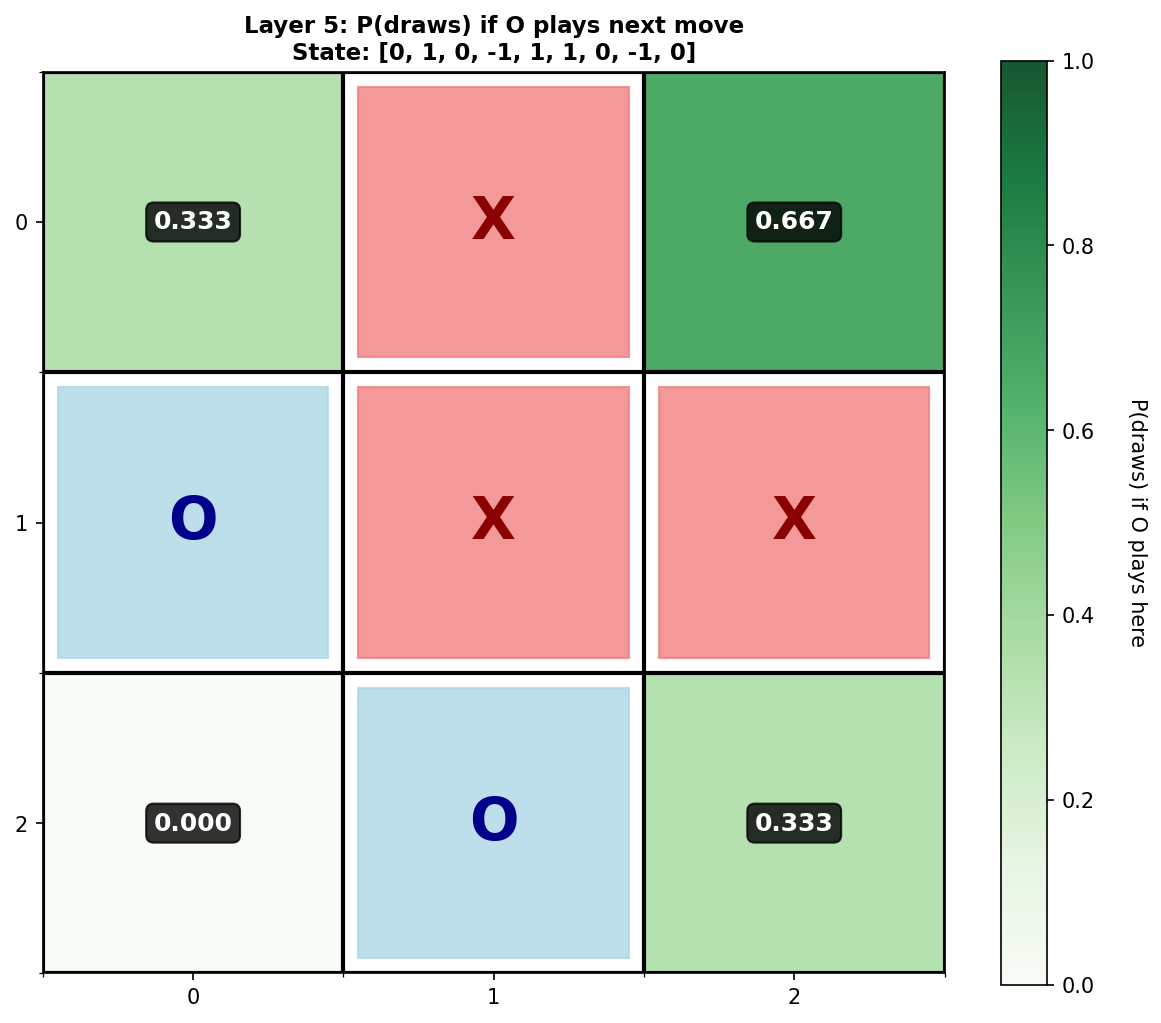 Layer 5: P(draws) if O plays next move
State: [0, 1, 0, -1, 1, 1, 0, -1, 0]
0.333
X
0.667
0
O
X
X
1
0.000
O
0.333
2
0
1
2
1.0
0.8
0.6
0.4
0.2
0.0
P(draws) if O plays here